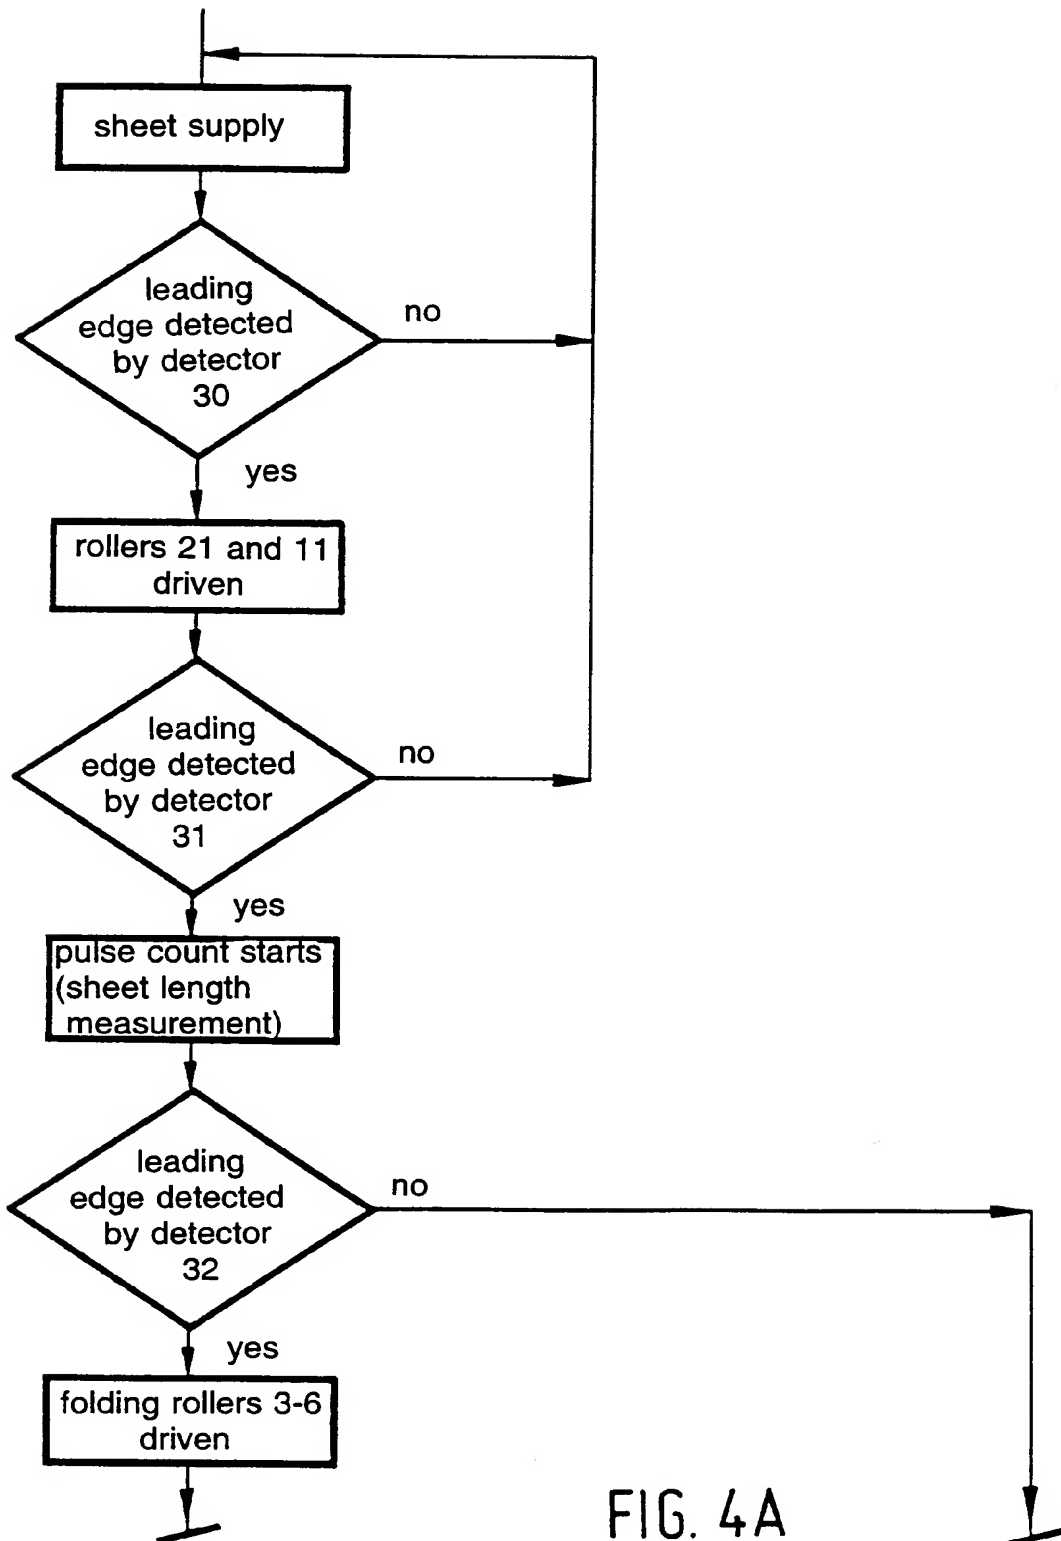 sheet supply
leading
edge detected
by detector
30
no
yes
rollers 21 and 11
driven
leading
edge detected
by detector
31
no
yes
pulse count starts
(sheet length
measurement)
leading
edge detected
by detector
32
no
yes
folding rollers 3-6
driven
FIG. 4A